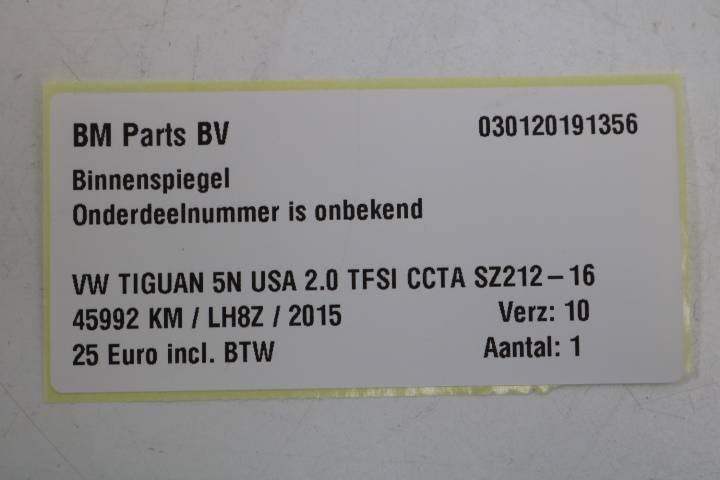 BM Parts BV 030120191356
Binnenspiegel
Onderdeelnummer is onbekend
VW TIGUAN 5N USA 2.0 TFSI CCTA SZ212-16
45992 KM / LH8Z / 2015 Verz: 10
25 Euro incl. BTW Aantal: 1